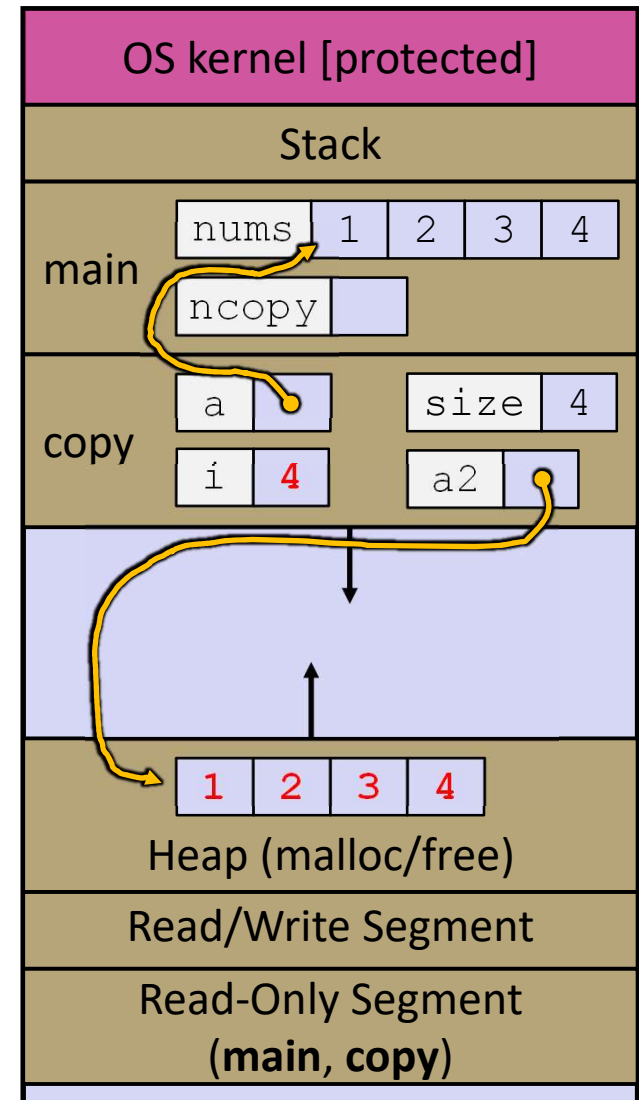 OS kernel [protected]
Stack
main
nums 1 2 3 4
ncopy
copy
a size 4
i 4 a2
1 2 3 4
Heap (malloc/free)
Read/Write Segment
Read-Only Segment
(main, copy)